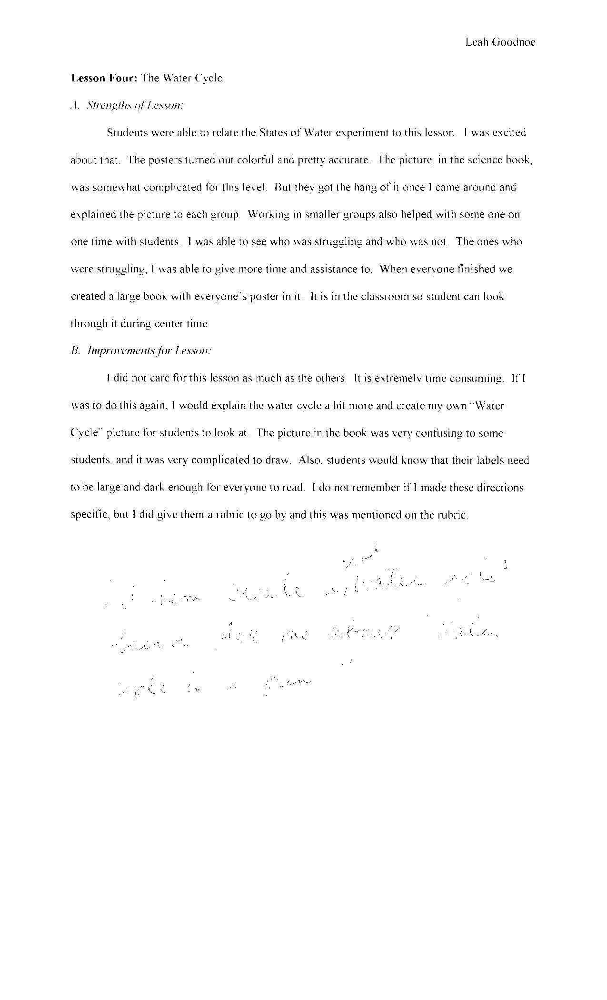 Leah Goodnoe
Lesson Four: The Water Cycle
A. Strengths of Lesson:
Students were able to relate the States of Water experiment to this lesson. I was excited
about that. The posters turned out colorful and pretty accurate. The picture, in the science book,
was somewhat complicated for this level. But they got the hang of it once I came around and
explained the picture to each group. Working in smaller groups also helped with some one on
one time with students. I was able to see who was struggling and who was not. The ones who
were struggling, I was able to give more time and assistance to. When everyone finished we
created a large book with everyone's poster in it. It is in the classroom so student can look
through it during center time.
B. Improvements for Lesson:
I did not care for this lesson as much as the others. It is extremely time consuming. If I
was to do this again, I would explain the water cycle a bit more and create my own "Water
Cycle" picture for students to look at. The picture in the book was very confusing to some
students, and it was very complicated to draw. Also, students would know that their labels need
to be large and dark enough for everyone to read. I do not remember if I made these directions
specific, but I did give them a rubric to go by and this was mentioned on the rubric.
them create water cycle
Ask me about water
cycle in a